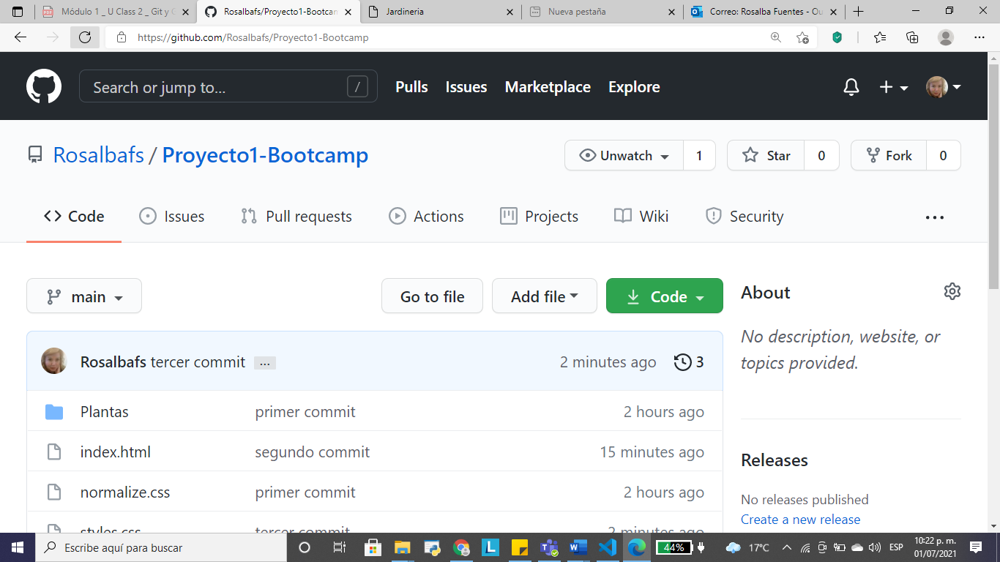 Módulo 1 _ U Class 2 _ Git y G
Rosalbafs/Proyecto1-Bootcam
Jardineria
Nueva pestaña
Correo: Rosalba Fuentes - Ou
https://github.com/Rosalbafs/Proyecto1-Bootcamp
Search or jump to... /
Pulls Issues Marketplace Explore
Rosalbafs / Proyecto1-Bootcamp
Unwatch 1 Star 0 Fork 0
Code Issues Pull requests Actions Projects Wiki Security ...
main Go to file Add file Code
About
No description, website, or
topics provided.
Rosalbafs tercer commit ... 2 minutes ago 3
Plantas primer commit 2 hours ago
index.html segundo commit 15 minutes ago
normalize.css primer commit 2 hours ago
styles.css tercer commit 2 minutes ago
Releases
No releases published
Create a new release
Escribe aquí para buscar
L
44%
17°C
ESP
10:22 p. m.
01/07/2021